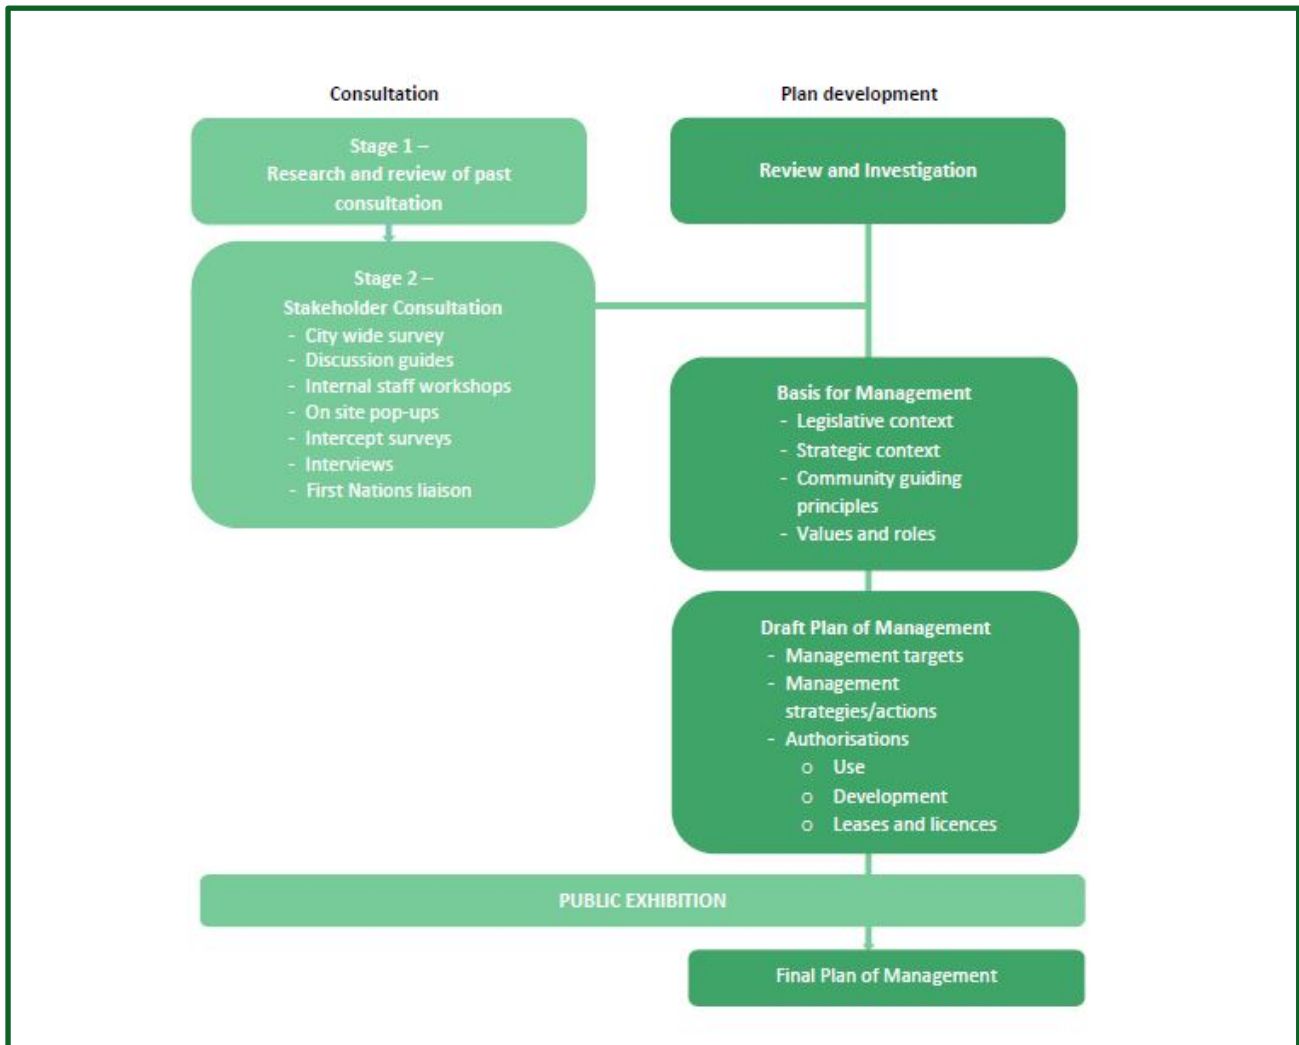 Consultation
Stage 1 –
Research and review of past
consultation
Stage 2 –
Stakeholder Consultation
- City wide survey
- Discussion guides
- Internal staff workshops
- On site pop-ups
- Intercept surveys
- Interviews
- First Nations liaison
Plan development
Review and Investigation
Basis for Management
- Legislative context
- Strategic context
- Community guiding
principles
- Values and roles
Draft Plan of Management
- Management targets
- Management
strategies/actions
- Authorisations
o Use
o Development
o Leases and licences
PUBLIC EXHIBITION
Final Plan of Management